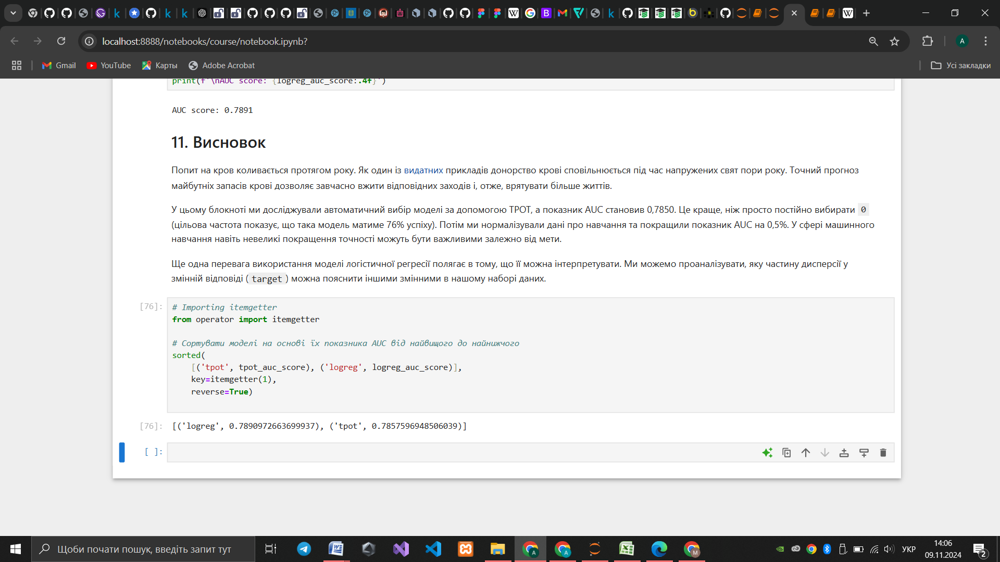 localhost:8888/notebooks/course/notebook.ipynb?
A
Gmail YouTube Карты Adobe Acrobat Усі закладки
print(f'\nAUC score: {logreg_auc_score:.4f}')
AUC score: 0.7891
11. Висновок
Попит на кров коливається протягом року. Як один із видатних прикладів донорство крові сповільнюється під час напружених свят пори року. Точний прогноз
майбутніх запасів крові дозволяє завчасно вжити відповідних заходів і, отже, врятувати більше життів.
У цьому блокноті ми досліджували автоматичний вибір моделі за допомогою TPOT, а показник AUC становив 0,7850. Це краще, ніж просто постійно вибирати 0
(цільова частота показує, що така модель матиме 76% успіху). Потім ми нормалізували дані про навчання та покращили показник AUC на 0,5%. У сфері машинного
навчання навіть невеликі покращення точності можуть бути важливими залежно від мети.
Ще одна перевага використання моделі логістичної регресії полягає в тому, що її можна інтерпретувати. Ми можемо проаналізувати, яку частину дисперсії у
змінній відповіді ( target ) можна пояснити іншими змінними в нашому наборі даних.
[76]: # Importing itemgetter
from operator import itemgetter
# Сортувати моделі на основі їх показника AUC від найвищого до найнижчого
sorted(
[('tpot', tpot_auc_score), ('logreg', logreg_auc_score)],
key=itemgetter(1),
reverse=True)
[76]: [('logreg', 0.7890972663699937), ('tpot', 0.7857596948506039)]
[ ]:
Щоби почати пошук, введіть запит тут
УКР
14:06
09.11.2024
2